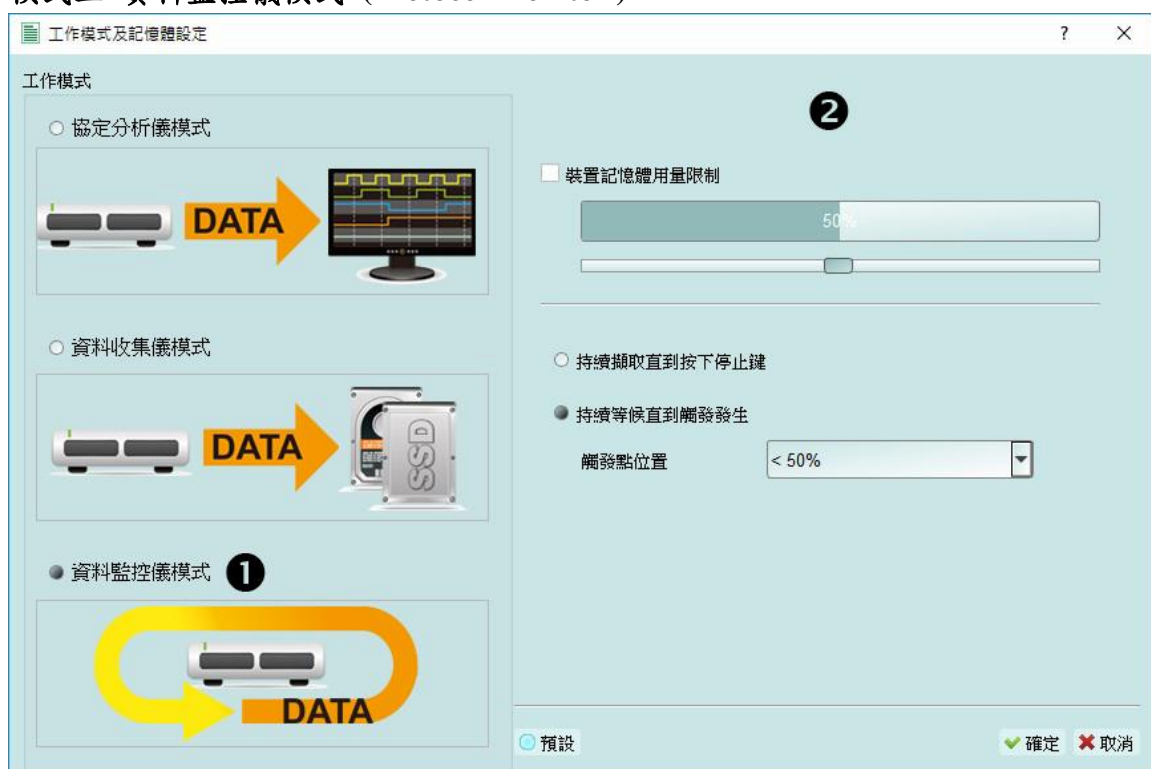 工作模式及記憶體設定
?
工作模式
協定分析儀模式
DATA
資料收集儀模式
DATA
SSD
資料監控儀模式 ❶
DATA
❷
裝置記憶體用量限制
50%
持續擷取直到按下停止鍵
持續等候直到觸發發生
觸發點位置 < 50%
預設
確定 取消